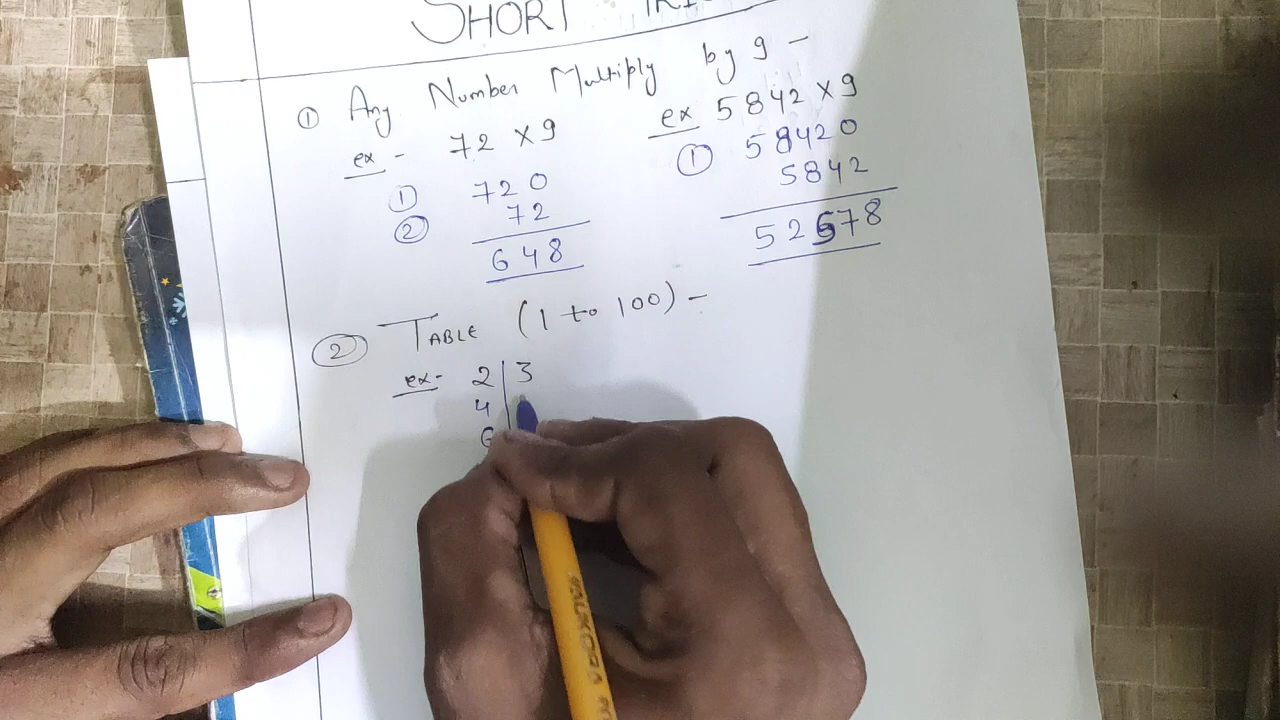 SHORT
① Any Number Multiply by 9 -
ex - 72 × 9
① 720
② 72
648
ex 5842 × 9
① 58420
5842
52578
② TABLE (1 to 100) -
ex- 2 | 3
4
6